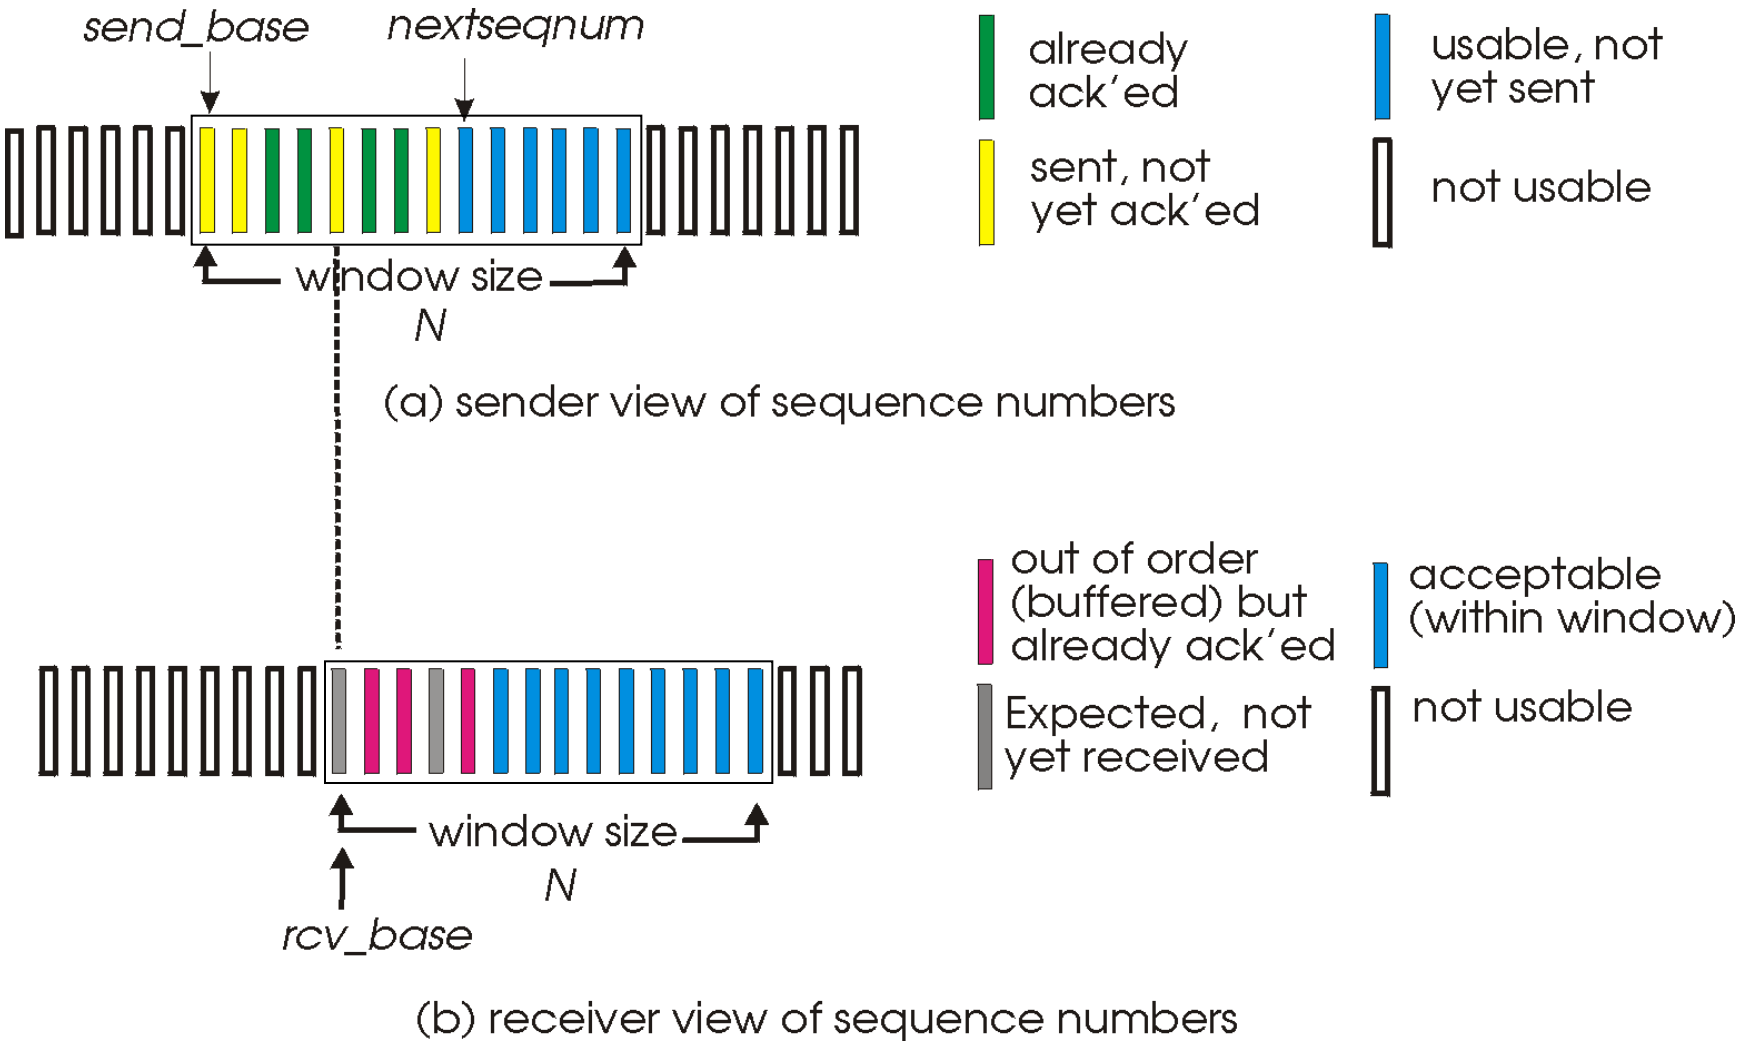 send_base
nextseqnum
already
ack'ed
usable, not
yet sent
sent, not
yet ack'ed
not usable
window size
N
(a) sender view of sequence numbers
out of order
(buffered) but
already ack'ed
acceptable
(within window)
Expected, not
yet received
not usable
window size
N
rcv_base
(b) receiver view of sequence numbers